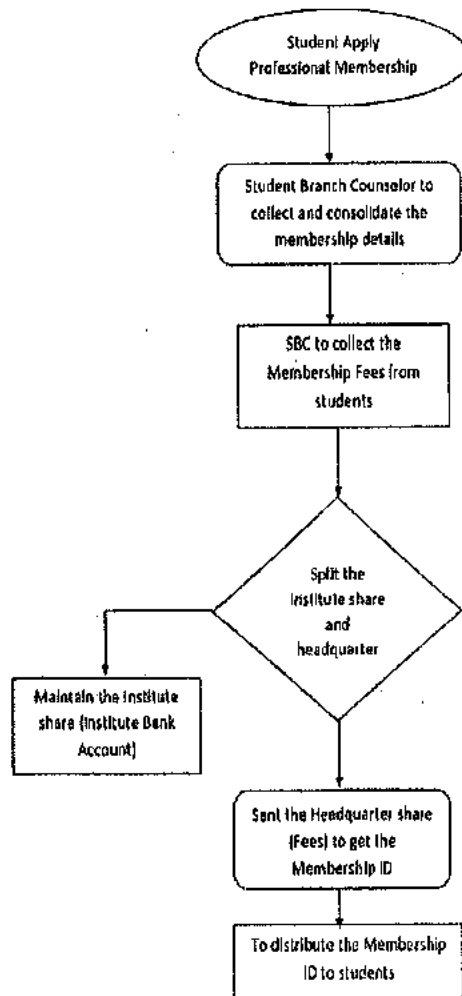 Student Apply
Professional Membership
Student Branch Counselor to
collect and consolidate the
membership details
SBC to collect the
Membership Fees from
students
Split the
institute share
and
headquarter
Maintain the institute
share (Institute Bank
Account)
Sent the Headquarter share
(Fees) to get the
Membership ID
To distribute the Membership
ID to students